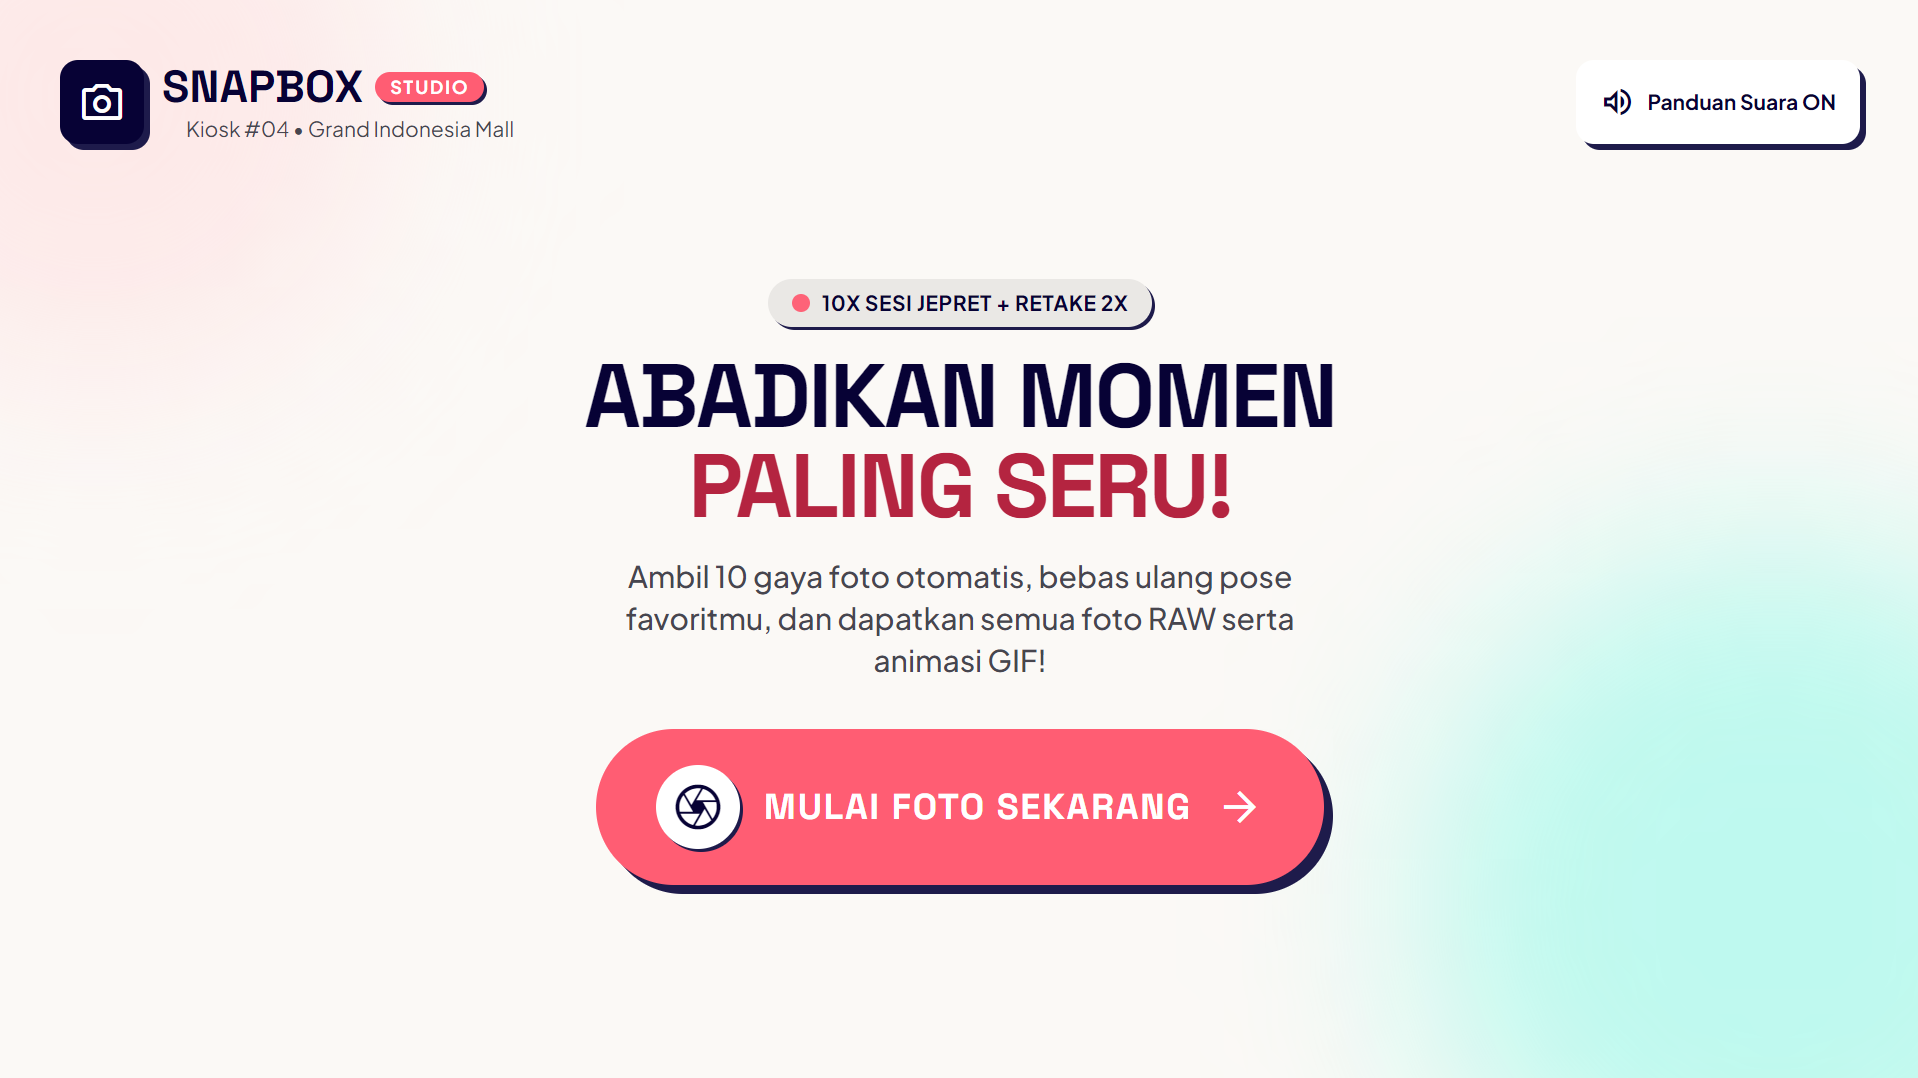 SNAPBOX STUDIO
Kiosk #04 • Grand Indonesia Mall
Panduan Suara ON
10X SESI JEPRET + RETAKE 2X
ABADIKAN MOMEN
PALING SERU!
Ambil 10 gaya foto otomatis, bebas ulang pose
favoritmu, dan dapatkan semua foto RAW serta
animasi GIF!
MULAI FOTO SEKARANG